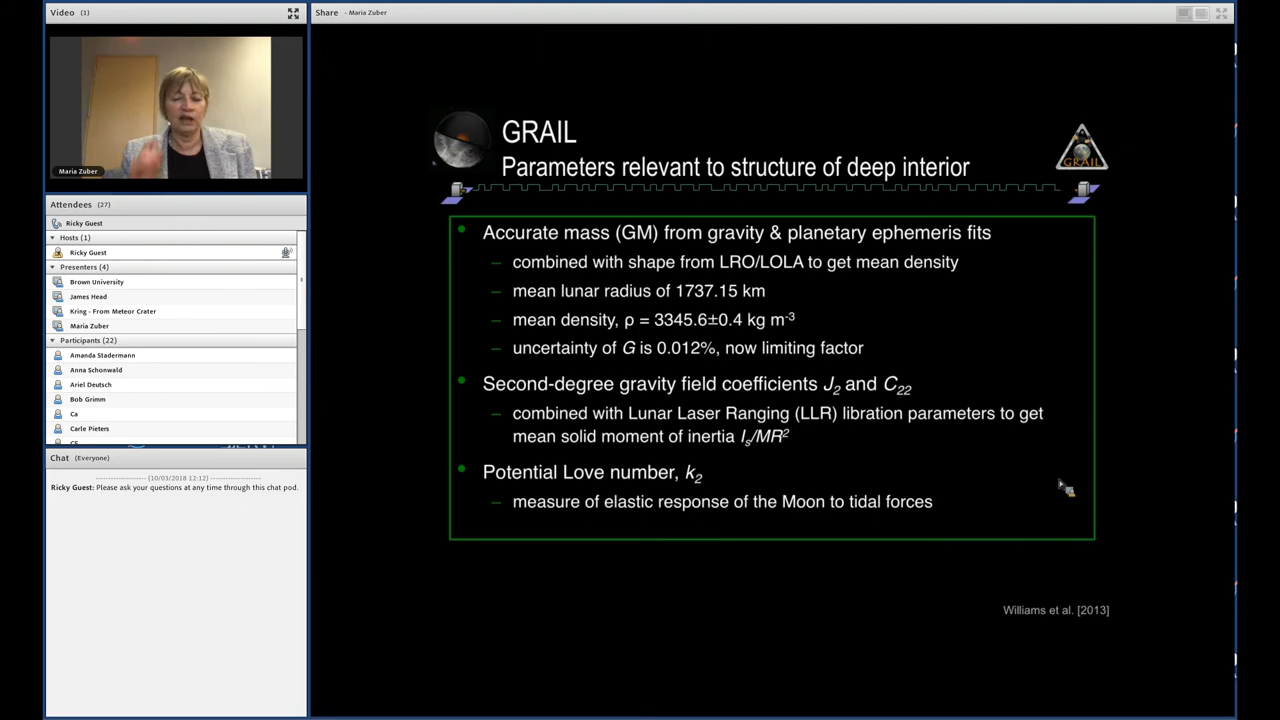 Video (1)
Maria Zuber
Attendees (27)
Ricky Guest
Hosts (1)
Ricky Guest
Presenters (4)
Brown University
James Head
Kring - From Meteor Crater
Maria Zuber
Participants (22)
Amanda Stadermann
Anna Schonwald
Ariel Deutsch
Bob Grimm
Ca
Carle Pieters
Chat (Everyone)
(10/03/2018 12:12)
Ricky Guest: Please ask your questions at any time through this chat pod.
Share - Maria Zuber
GRAIL
Parameters relevant to structure of deep interior
GRAIL
• Accurate mass (GM) from gravity & planetary ephemeris fits
– combined with shape from LRO/LOLA to get mean density
– mean lunar radius of 1737.15 km
– mean density, ρ = 3345.6±0.4 kg m⁻³
– uncertainty of G is 0.012%, now limiting factor
• Second-degree gravity field coefficients J₂ and C₂₂
– combined with Lunar Laser Ranging (LLR) libration parameters to get
mean solid moment of inertia Iₛ/MR²
• Potential Love number, k₂
– measure of elastic response of the Moon to tidal forces
Williams et al. [2013]